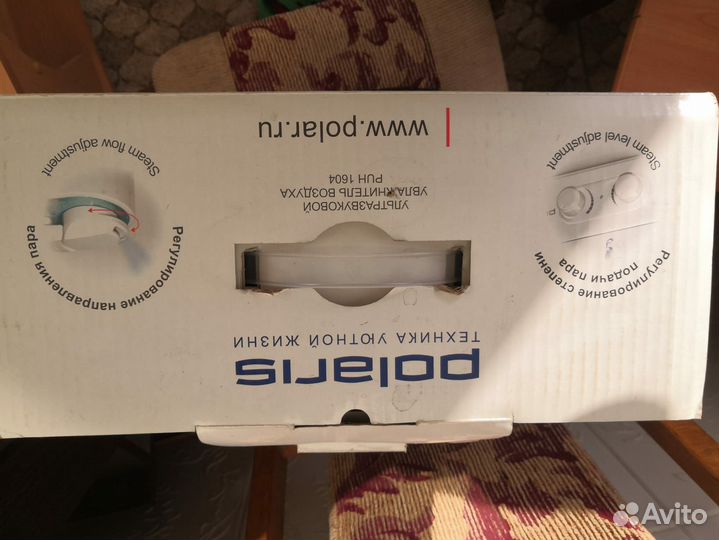 polaris
ТЕХНИКА УЮТНОЙ ЖИЗНИ
УЛЬТРАЗВУКОВОЙ
УВЛАЖНИТЕЛЬ ВОЗДУХА
PUH 1604
www.polar.ru
Регулирование степени
подачи пара
Steam level adjustment
Регулирование направления пара
Steam flow adjustment
Avito